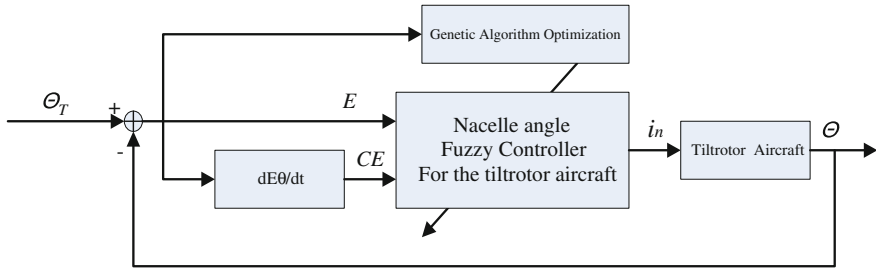 Genetic Algorithm Optimization
Θ_T
+
-
E
CE
dEθ/dt
Nacelle angle
Fuzzy Controller
For the tiltrotor aircraft
i_n
Tiltrotor Aircraft
Θ